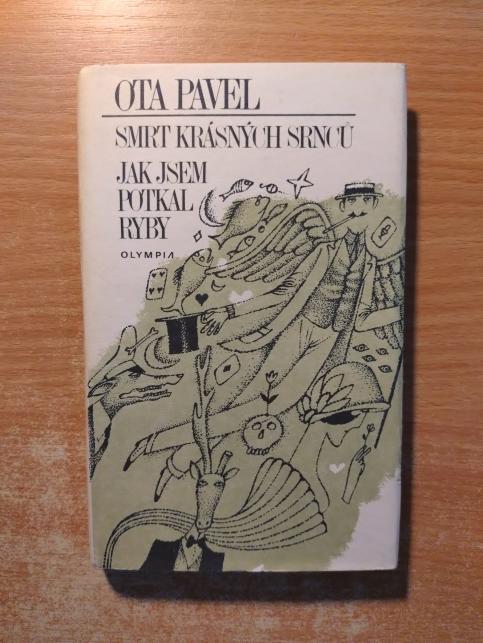 OTA PAVEL
SMRT KRÁSNÝCH SRNCŮ
JAK JSEM
POTKAL
RYBY
OLYMPIA